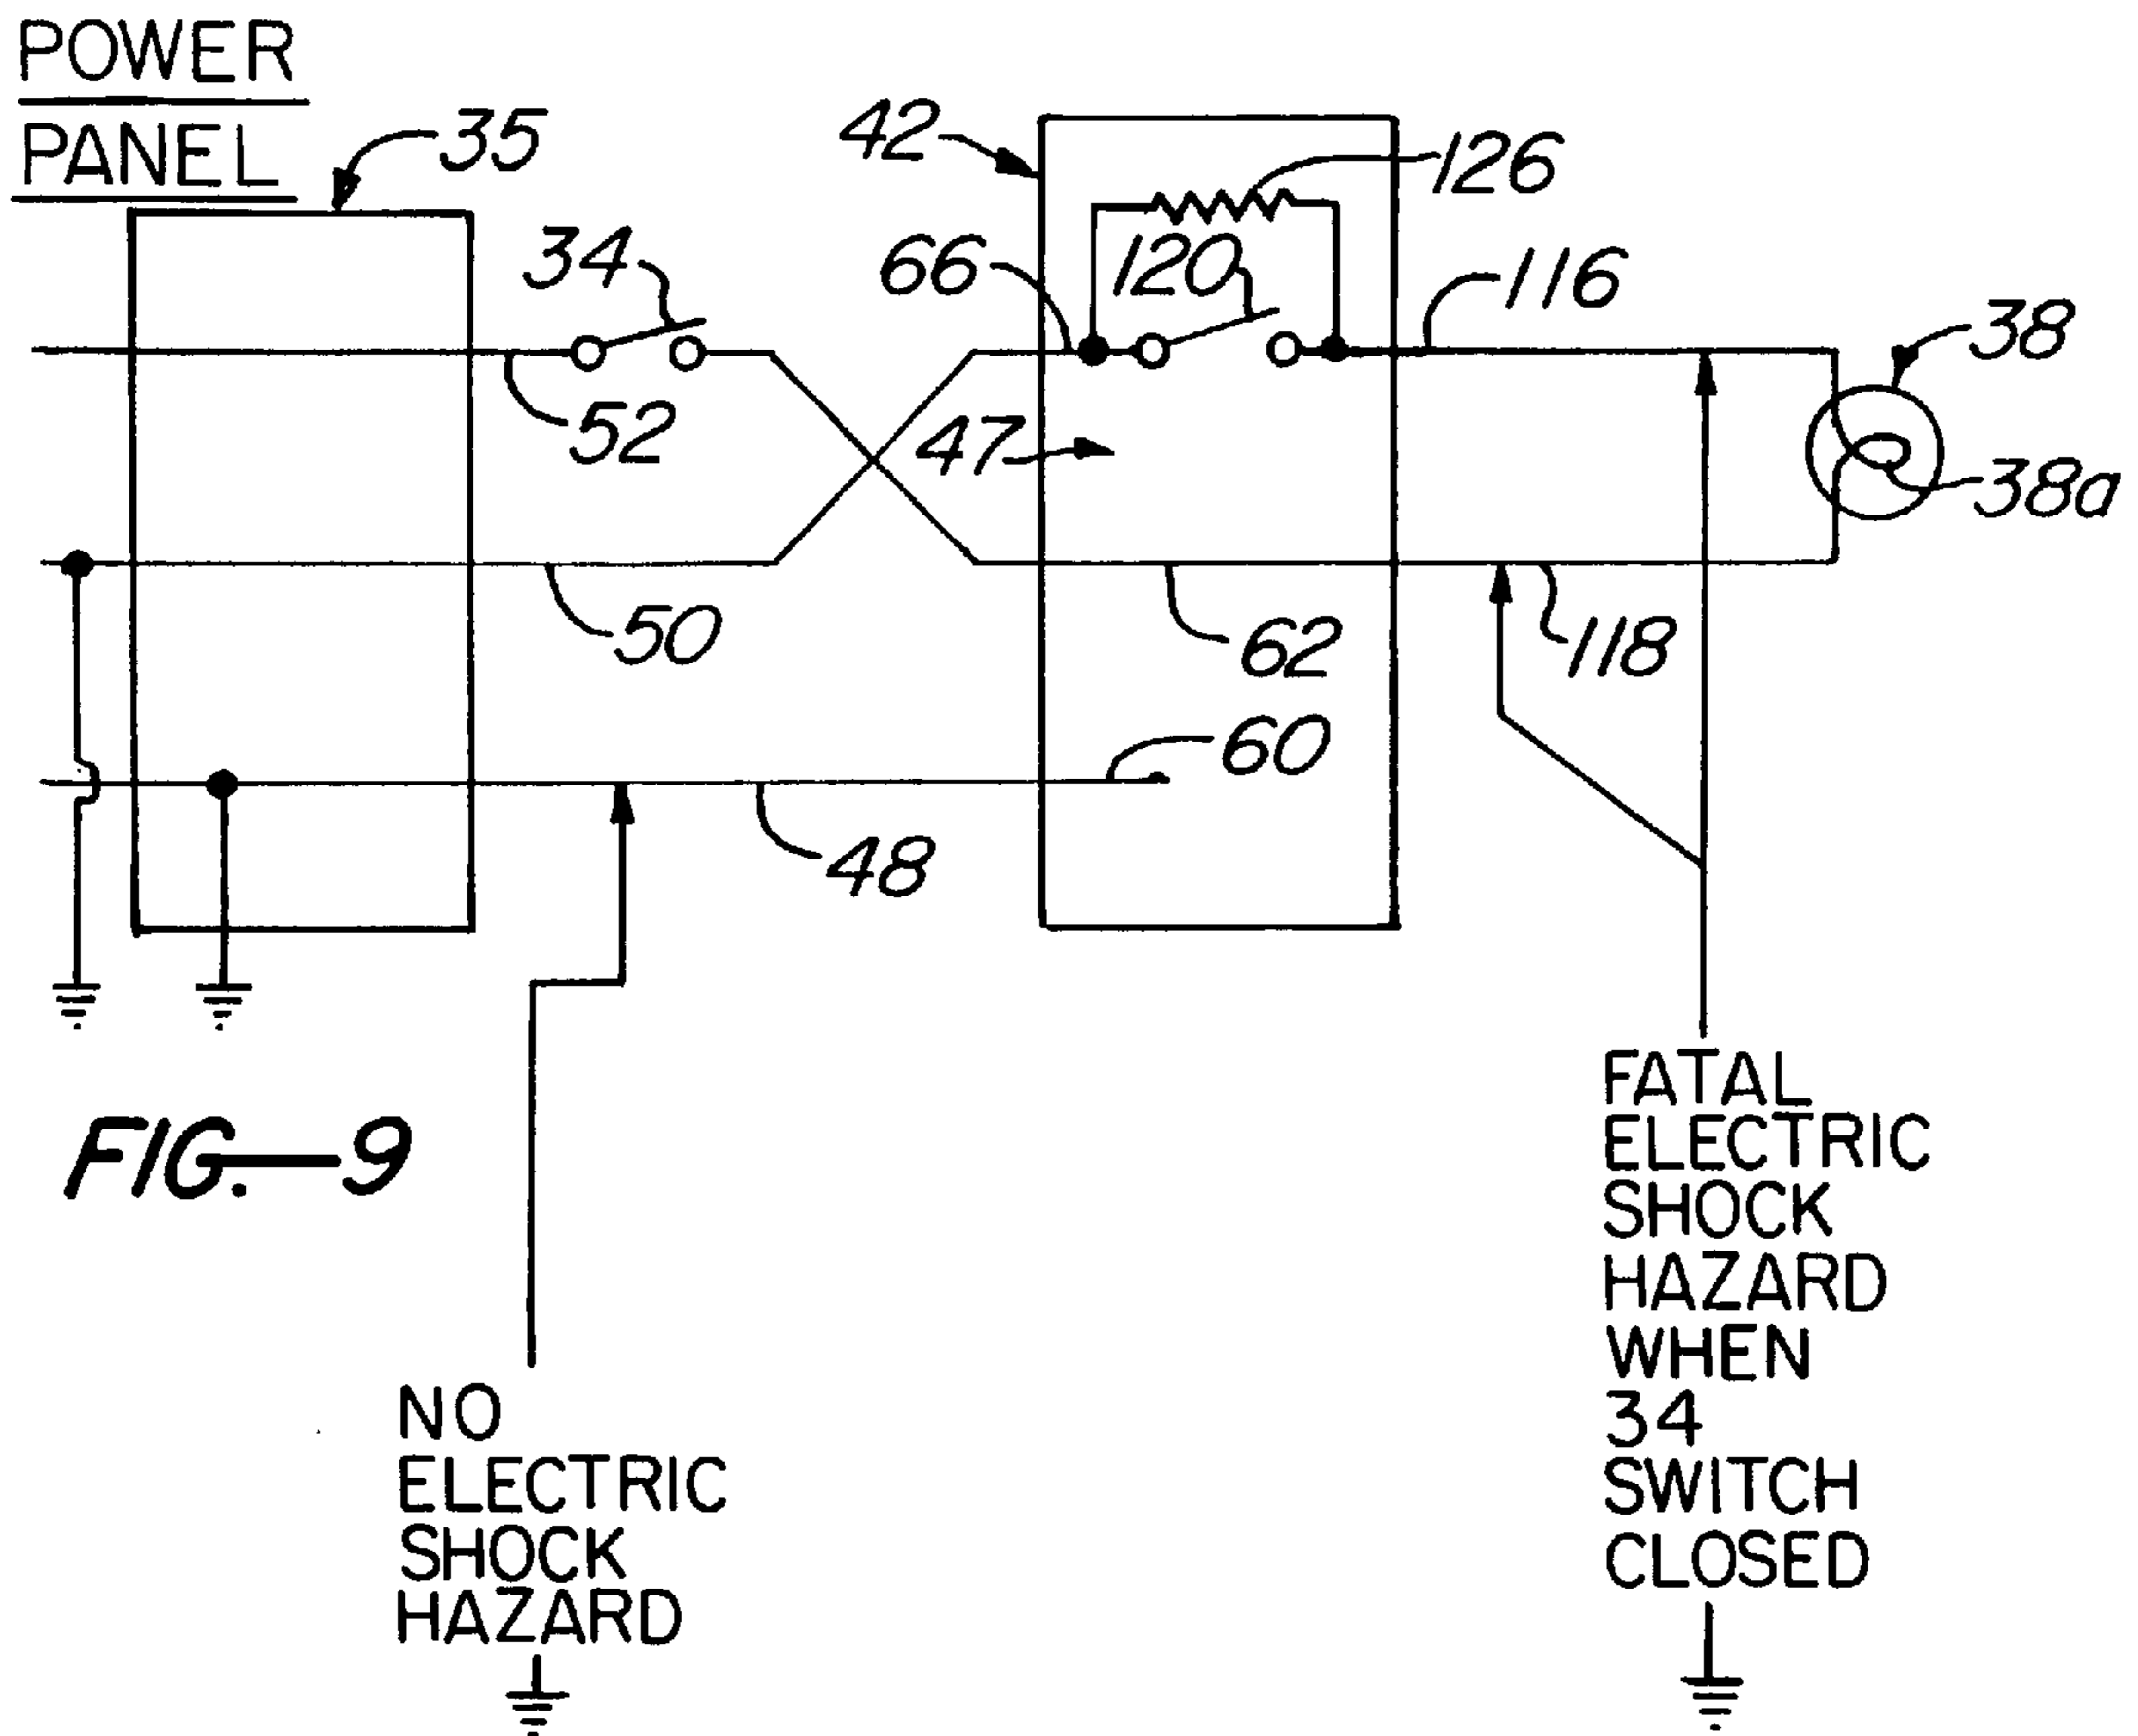 POWER
PANEL
35
42
126
34
66
120
116
38
52
47
38a
50
62
118
60
48
FIG.—9
NO
ELECTRIC
SHOCK
HAZARD
FATAL
ELECTRIC
SHOCK
HAZARD
WHEN
34
SWITCH
CLOSED